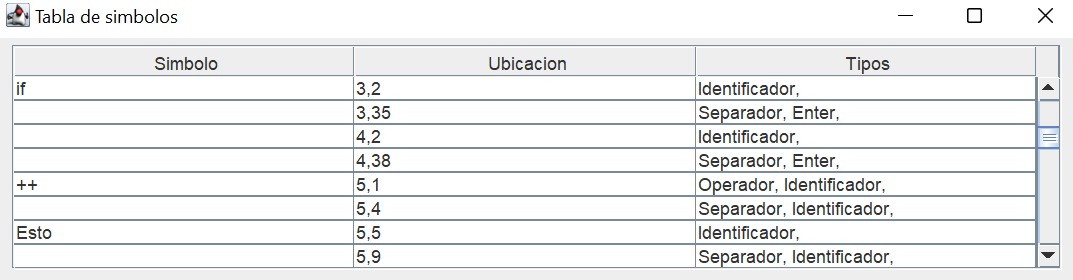 Tabla de simbolos
Simbolo Ubicacion Tipos
if 3,2 Identificador,
3,35 Separador, Enter,
4,2 Identificador,
4,38 Separador, Enter,
++ 5,1 Operador, Identificador,
5,4 Separador, Identificador,
Esto 5,5 Identificador,
5,9 Separador, Identificador,